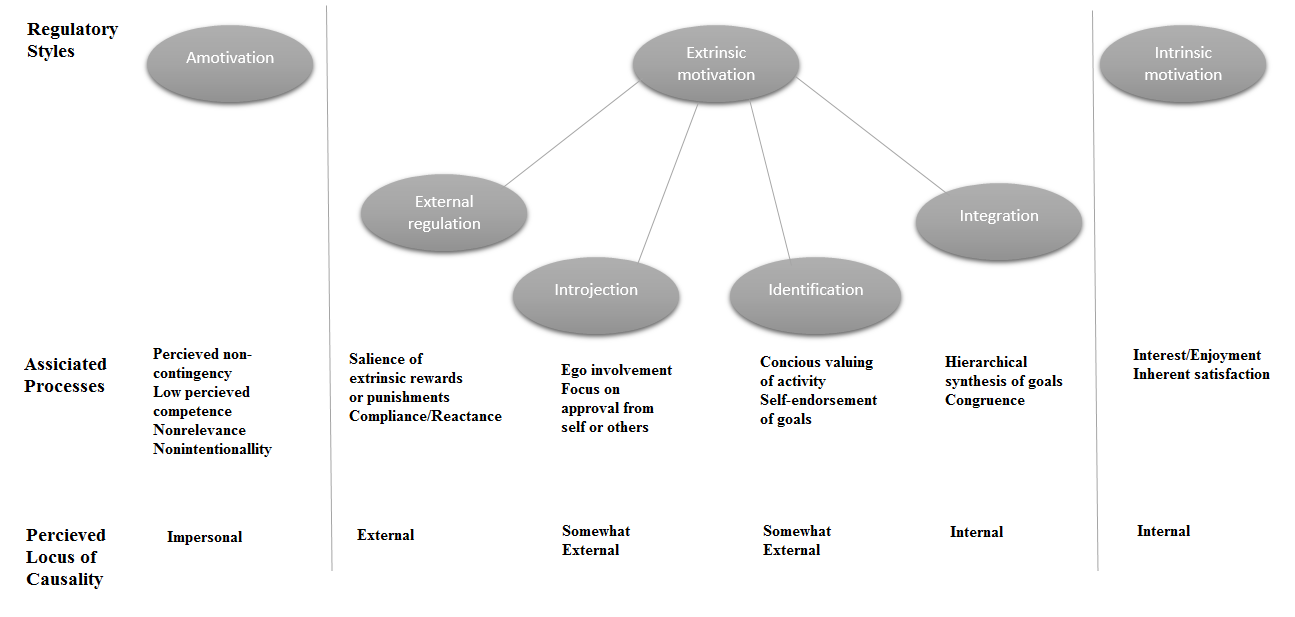 Regulatory
Styles
Amotivation
Extrinsic
motivation
Intrinsic
motivation
External
regulation
Integration
Introjection
Identification
Assiciated
Processes
Percieved non-
contingency
Low percieved
competence
Nonrelevance
Nonintentionallity
Salience of
extrinsic rewards
or punishments
Compliance/Reactance
Ego involvement
Focus on
approval from
self or others
Concious valuing
of activity
Self-endorsement
of goals
Hierarchical
synthesis of goals
Congruence
Interest/Enjoyment
Inherent satisfaction
Percieved
Locus of
Causality
Impersonal
External
Somewhat
External
Somewhat
External
Internal
Internal